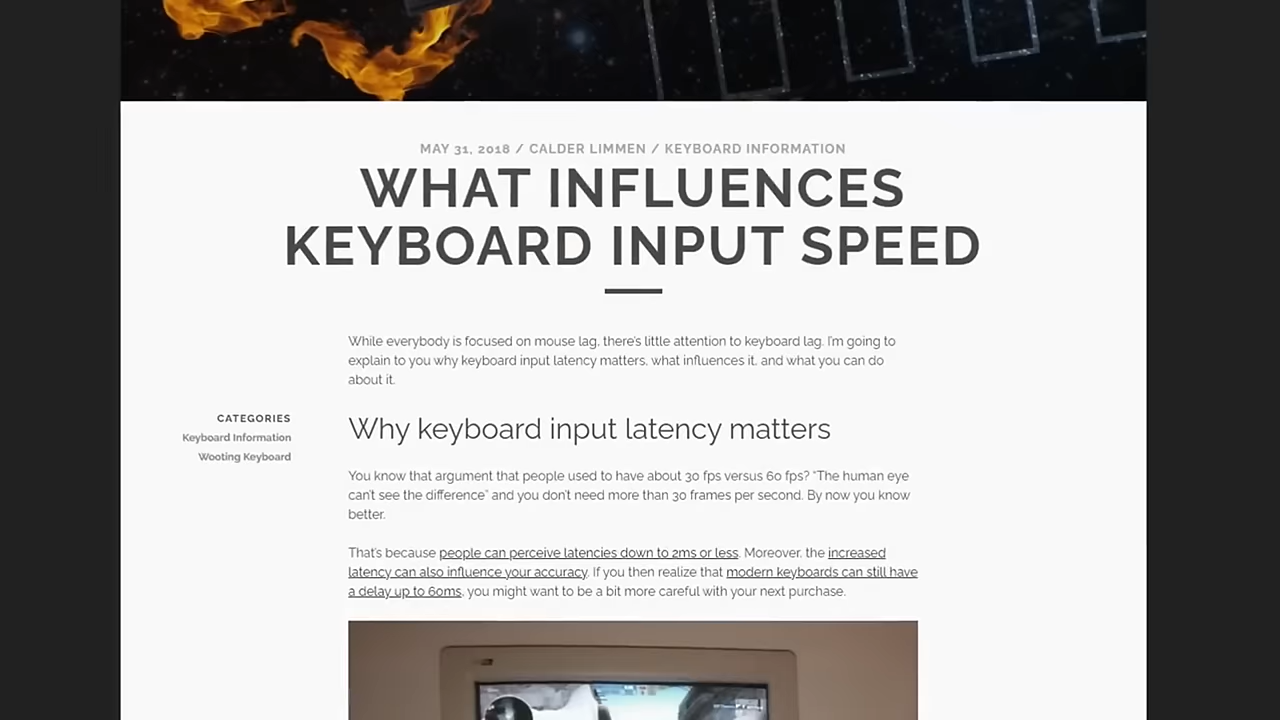 MAY 31, 2018 / CALDER LIMMEN / KEYBOARD INFORMATION
WHAT INFLUENCES
KEYBOARD INPUT SPEED
While everybody is focused on mouse lag, there's little attention to keyboard lag. I'm going to
explain to you why keyboard input latency matters, what influences it, and what you can do
about it.
CATEGORIES
Keyboard Information
Wooting Keyboard
Why keyboard input latency matters
You know that argument that people used to have about 30 fps versus 60 fps? “The human eye
can't see the difference” and you don't need more than 30 frames per second. By now you know
better.
That's because people can perceive latencies down to 2ms or less. Moreover, the increased
latency can also influence your accuracy. If you then realize that modern keyboards can still have
a delay up to 60ms, you might want to be a bit more careful with your next purchase.